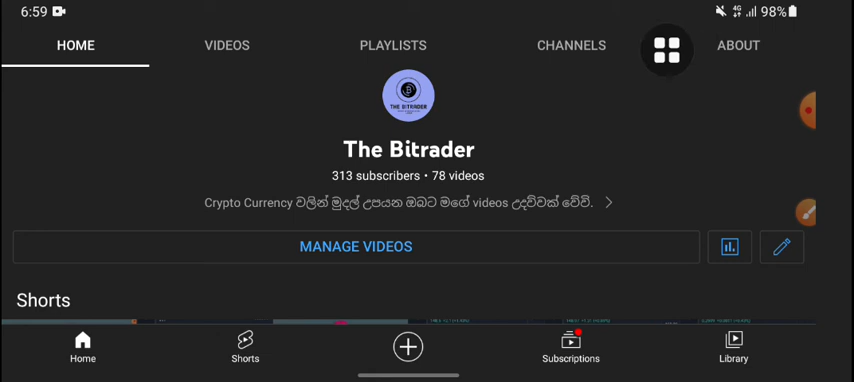 6:59
4G 98%
HOME VIDEOS PLAYLISTS CHANNELS ABOUT
THE BITRADER
The Bitrader
313 subscribers • 78 videos
Crypto Currency වලින් මුදල් උපයන ඔබට මගේ videos උදව්වක් වේවි.
MANAGE VIDEOS
Shorts
Home Shorts Subscriptions Library